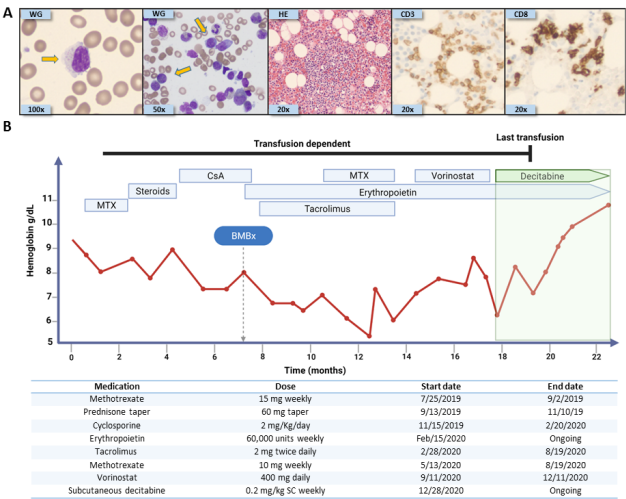 A
WG
WG
HE
CD3
CD8
100x
50x
20x
20x
20x
B
Last transfusion
Transfusion dependent
CsA
MTX
Vorinostat
Decitabine
Steroids
Erythropoietin
MTX
Tacrolimus
BMBx
Hemoglobin g/dL
11
10
9
8
7
6
5
0 2 4 6 8 10 12 14 16 18 20 22
Time (months)
Medication Dose Start date End date
Methotrexate 15 mg weekly 7/25/2019 9/2/2019
Prednisone taper 60 mg taper 9/13/2019 11/10/19
Cyclosporine 2 mg/Kg/day 11/15/2019 2/20/2020
Erythropoietin 60,000 units weekly Feb/15/2020 Ongoing
Tacrolimus 2 mg twice daily 2/28/2020 8/19/2020
Methotrexate 10 mg weekly 5/13/2020 8/19/2020
Vorinostat 400 mg daily 9/11/2020 12/11/2020
Subcutaneous decitabine 0.2 mg/kg SC weekly 12/28/2020 Ongoing